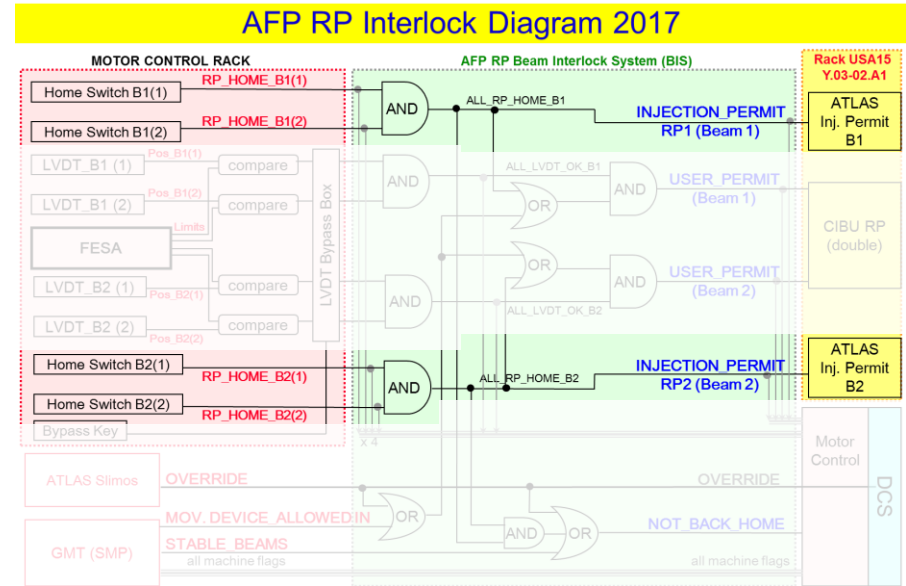 AFP RP Interlock Diagram 2017
MOTOR CONTROL RACK
AFP RP Beam Interlock System (BIS)
Rack USA15
Y.03-02.A1
Home Switch B1(1)
RP_HOME_B1(1)
Home Switch B1(2)
RP_HOME_B1(2)
AND
ALL_RP_HOME_B1
INJECTION_PERMIT
RP1 (Beam 1)
ATLAS
Inj. Permit
B1
LVDT_B1 (1)
Pos_B1(1)
compare
LVDT_B1 (2)
Pos_B1(2)
compare
Limits
FESA
LVDT_B2 (1)
Pos_B2(1)
compare
LVDT_B2 (2)
Pos_B2(2)
compare
LVDT Bypass Box
AND
ALL_LVDT_OK_B1
OR
AND
USER_PERMIT
(Beam 1)
CIBU RP
(double)
AND
OR
ALL_LVDT_OK_B2
AND
USER_PERMIT
(Beam 2)
Home Switch B2(1)
RP_HOME_B2(1)
Home Switch B2(2)
RP_HOME_B2(2)
AND
ALL_RP_HOME_B2
INJECTION_PERMIT
RP2 (Beam 2)
ATLAS
Inj. Permit
B2
Bypass Key
x 4
Motor
Control
DCS
ATLAS Slimos
OVERRIDE
OVERRIDE
MOV. DEVICE_ALLOWED IN
OR
GMT (SMP)
STABLE_BEAMS
all machine flags
AND
OR
NOT_BACK_HOME
all machine flags